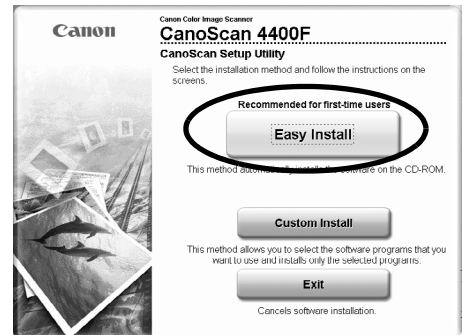 Canon
Canon Color Image Scanner
CanoScan 4400F
CanoScan Setup Utility
Select the installation method and follow the instructions on the
screens.
Recommended for first-time users
Easy Install
This method automatically installs the software on the CD-ROM.
Custom Install
This method allows you to select the software programs that you
want to use and installs only the selected programs.
Exit
Cancels software installation.